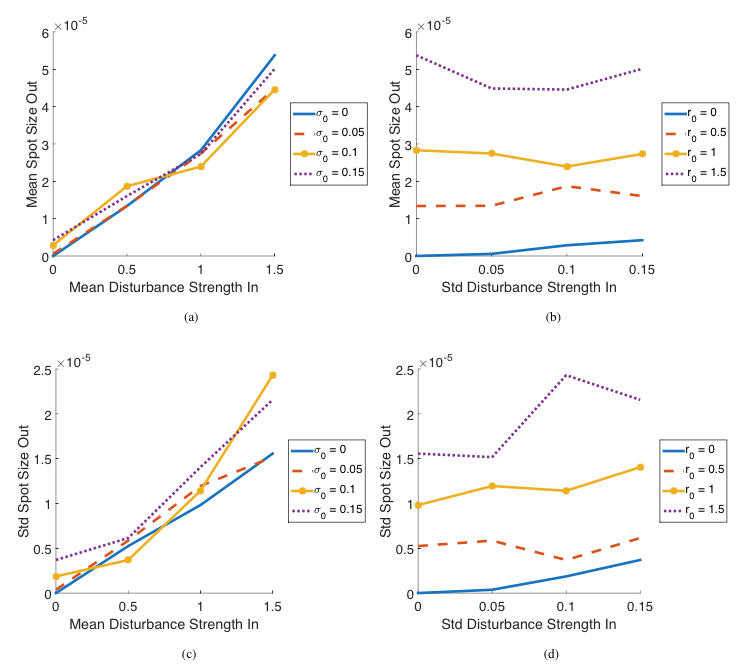 ×10⁻⁵
6
5
4
3
2
1
0
Mean Spot Size Out
0 0.5 1 1.5
Mean Disturbance Strength In
σ₀ = 0
σ₀ = 0.05
σ₀ = 0.1
σ₀ = 0.15
(a)
×10⁻⁵
6
5
4
3
2
1
0
Mean Spot Size Out
0 0.05 0.1 0.15
Std Disturbance Strength In
r₀ = 0
r₀ = 0.5
r₀ = 1
r₀ = 1.5
(b)
×10⁻⁵
2.5
2
1.5
1
0.5
0
Std Spot Size Out
0 0.5 1 1.5
Mean Disturbance Strength In
σ₀ = 0
σ₀ = 0.05
σ₀ = 0.1
σ₀ = 0.15
(c)
×10⁻⁵
2.5
2
1.5
1
0.5
0
Std Spot Size Out
0 0.05 0.1 0.15
Std Disturbance Strength In
r₀ = 0
r₀ = 0.5
r₀ = 1
r₀ = 1.5
(d)